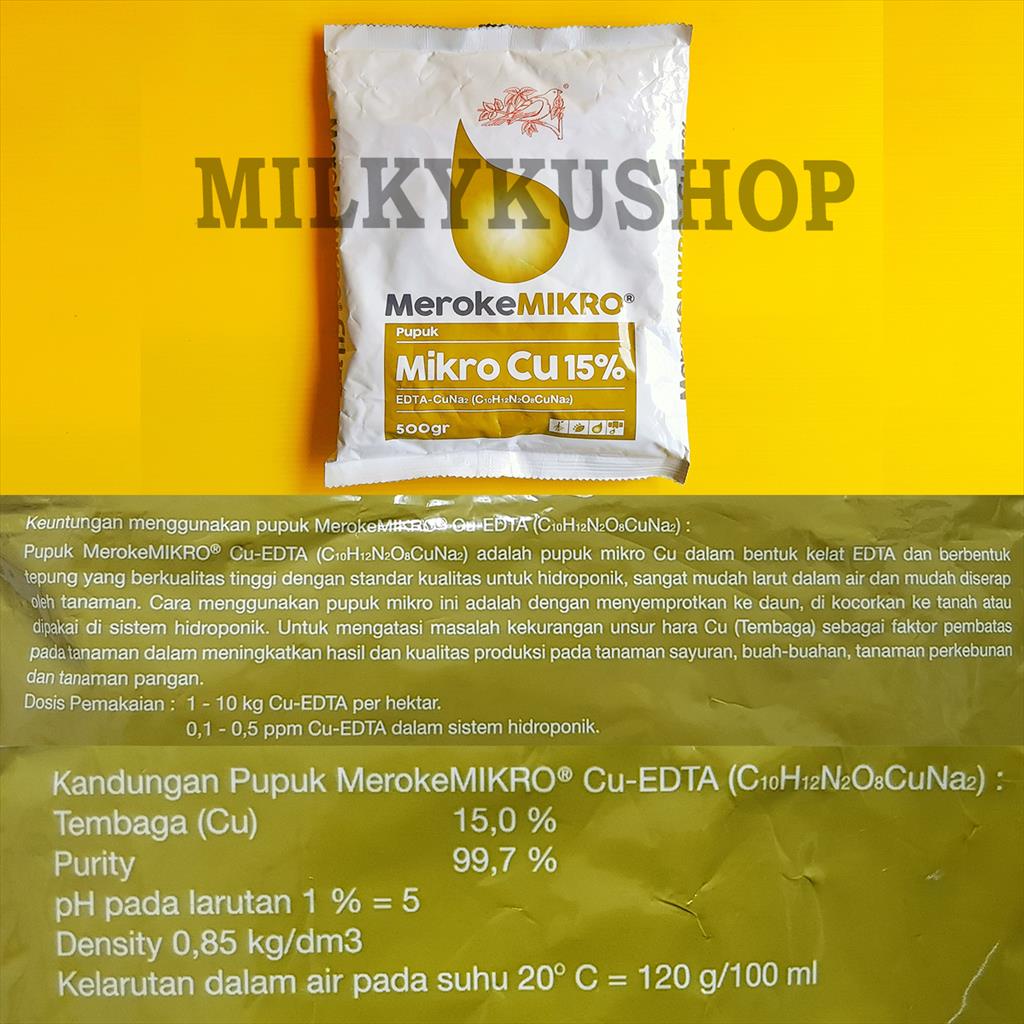 MILKYKUSHOP
MerokeMIKRO®
Pupuk
Mikro Cu 15%
EDTA-CuNa₂ (C₁₀H₁₂N₂O₈CuNa₂)
500gr
Keuntungan menggunakan pupuk MerokeMIKRO® Cu-EDTA (C₁₀H₁₂N₂O₈CuNa₂) :
Pupuk MerokeMIKRO® Cu-EDTA (C₁₀H₁₂N₂O₈CuNa₂) adalah pupuk mikro Cu dalam bentuk kelat EDTA dan berbentuk
tepung yang berkualitas tinggi dengan standar kualitas untuk hidroponik, sangat mudah larut dalam air dan mudah diserap
oleh tanaman. Cara menggunakan pupuk mikro ini adalah dengan menyemprotkan ke daun, di kocorkan ke tanah atau
dipakai di sistem hidroponik. Untuk mengatasi masalah kekurangan unsur hara Cu (Tembaga) sebagai faktor pembatas
pada tanaman dalam meningkatkan hasil dan kualitas produksi pada tanaman sayuran, buah-buahan, tanaman perkebunan
dan tanaman pangan.
Dosis Pemakaian : 1 - 10 kg Cu-EDTA per hektar.
0,1 - 0,5 ppm Cu-EDTA dalam sistem hidroponik.
Kandungan Pupuk MerokeMIKRO® Cu-EDTA (C₁₀H₁₂N₂O₈CuNa₂) :
Tembaga (Cu) 15,0 %
Purity 99,7 %
pH pada larutan 1 % = 5
Density 0,85 kg/dm3
Kelarutan dalam air pada suhu 20° C = 120 g/100 ml